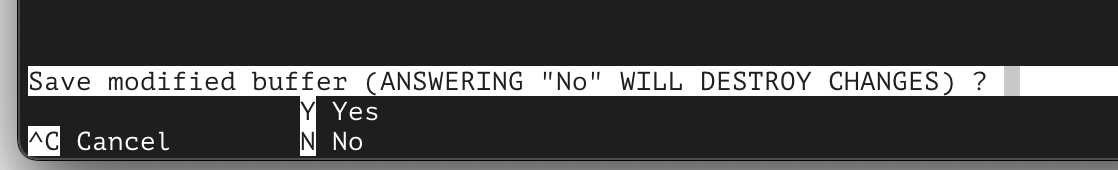 Save modified buffer (ANSWERING "No" WILL DESTROY CHANGES) ?
Y Yes
^C Cancel N No